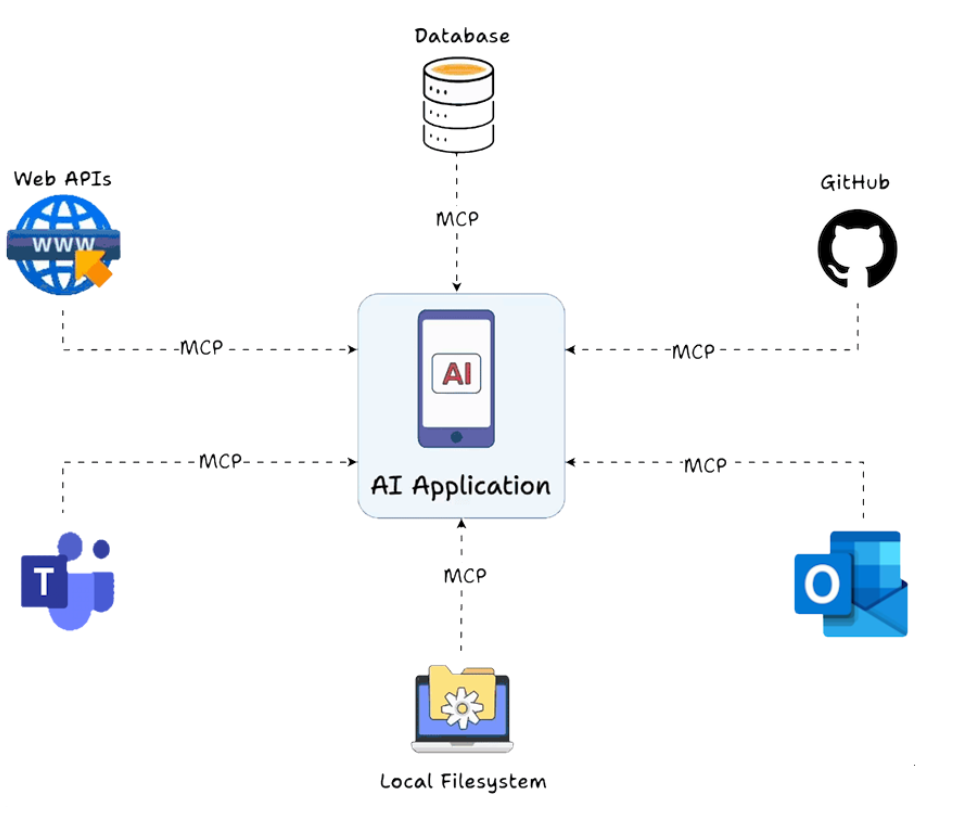 Database
Web APIs
GitHub
WWW
MCP
MCP
MCP
AI
MCP
MCP
AI Application
T
O
MCP
Local Filesystem